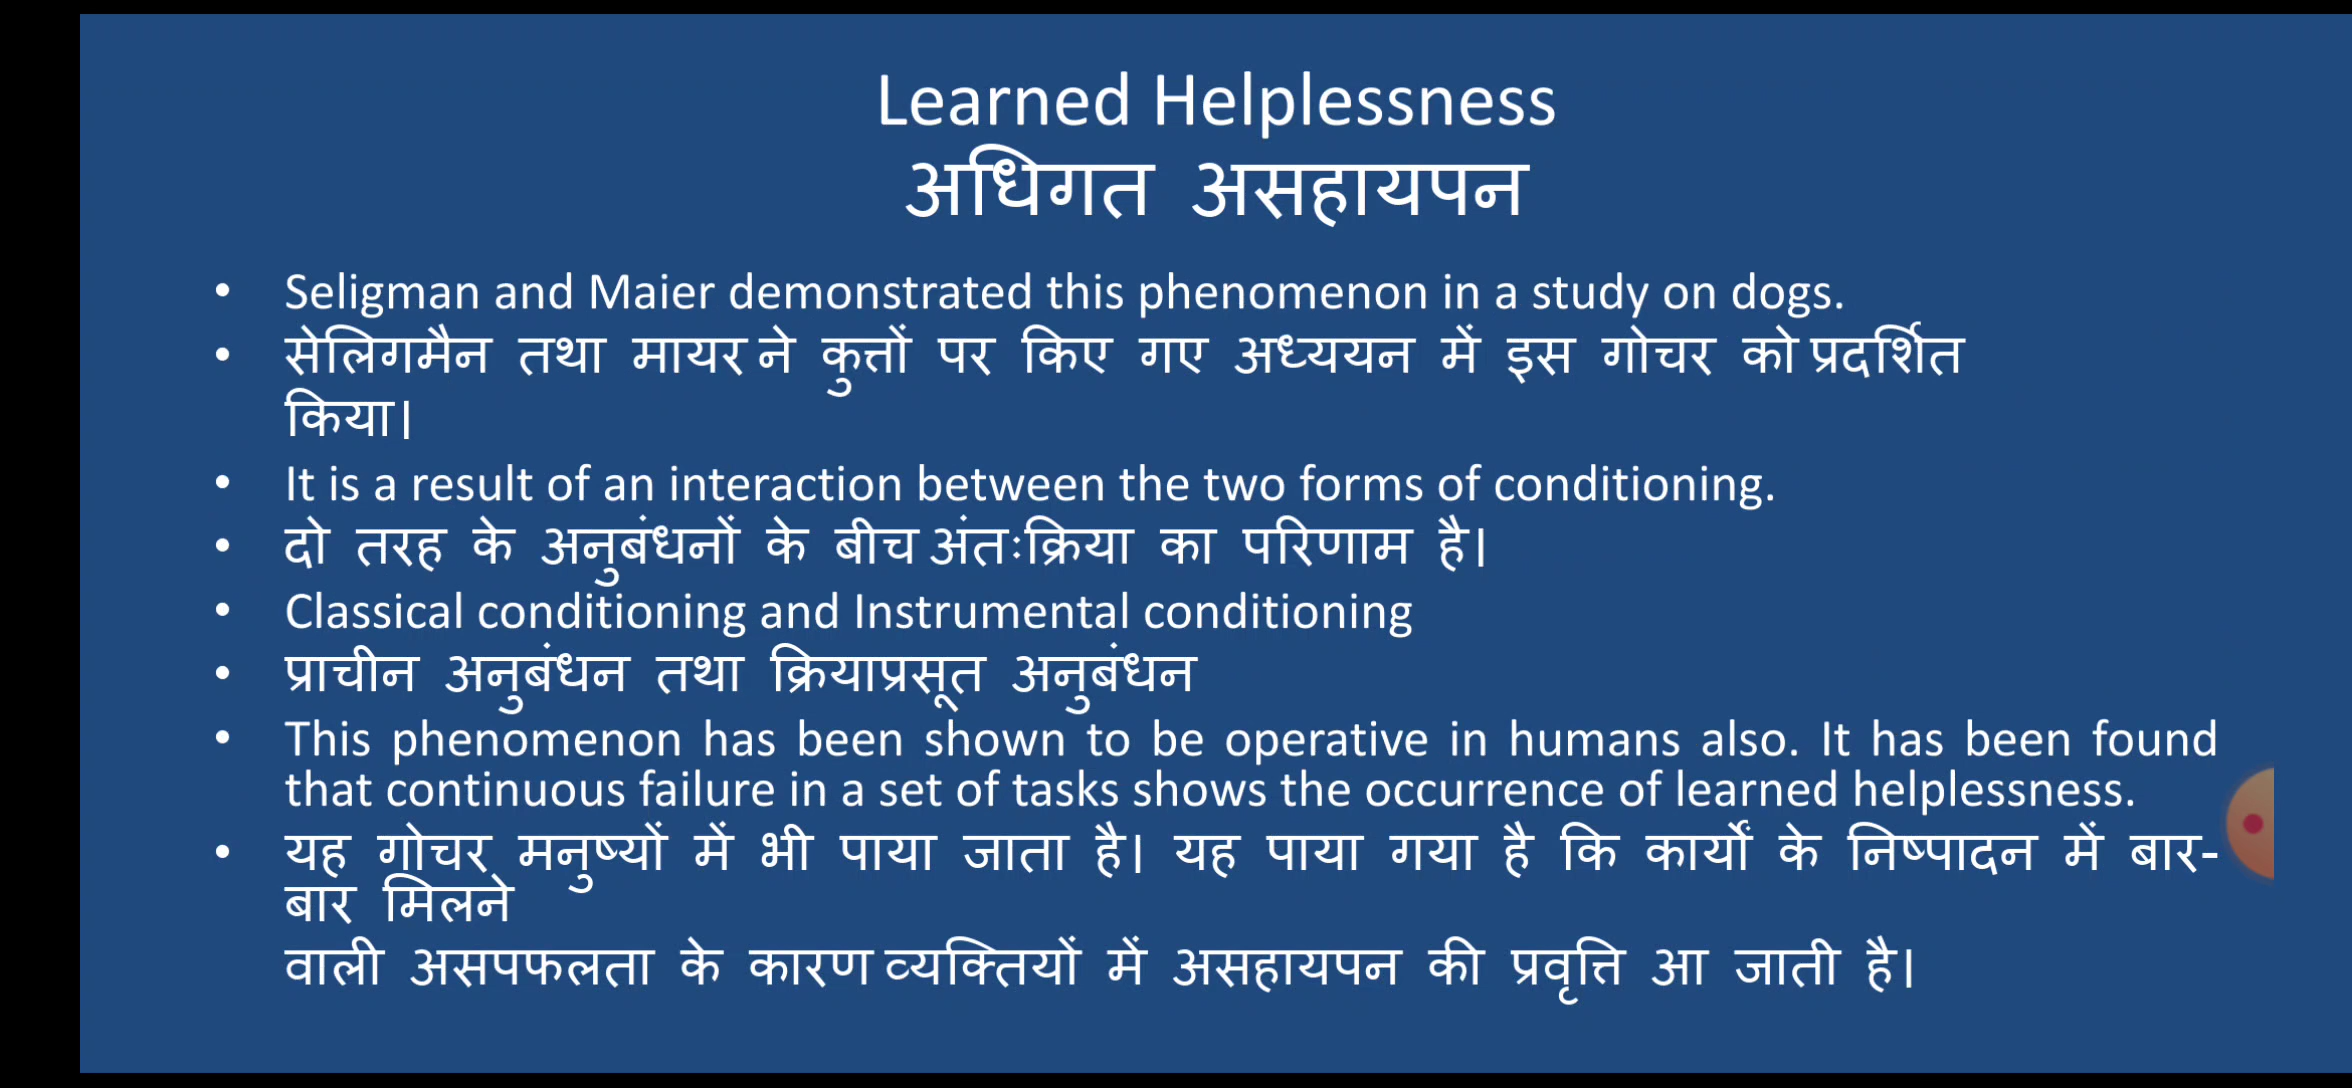 Learned Helplessness
अधिगत असहायपन
• Seligman and Maier demonstrated this phenomenon in a study on dogs.
• सेलिगमैन तथा मायर ने कुत्तों पर किए गए अध्ययन में इस गोचर को प्रदर्शित
किया।
• It is a result of an interaction between the two forms of conditioning.
• दो तरह के अनुबंधनों के बीच अंतःक्रिया का परिणाम है।
• Classical conditioning and Instrumental conditioning
• प्राचीन अनुबंधन तथा क्रियाप्रसूत अनुबंधन
• This phenomenon has been shown to be operative in humans also. It has been found
that continuous failure in a set of tasks shows the occurrence of learned helplessness.
• यह गोचर मनुष्यों में भी पाया जाता है। यह पाया गया है कि कार्यों के निष्पादन में बार-
बार मिलने
वाली असपफलता के कारण व्यक्तियों में असहायपन की प्रवृत्ति आ जाती है।